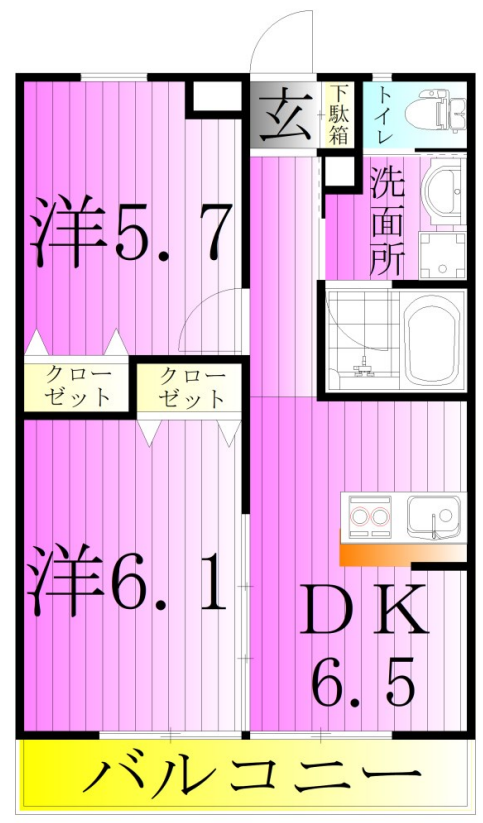 玄
下駄箱
トイレ
洋5.7
洗面所
クロー
ゼット
クロー
ゼット
洋6.1
DK
6.5
バルコニー